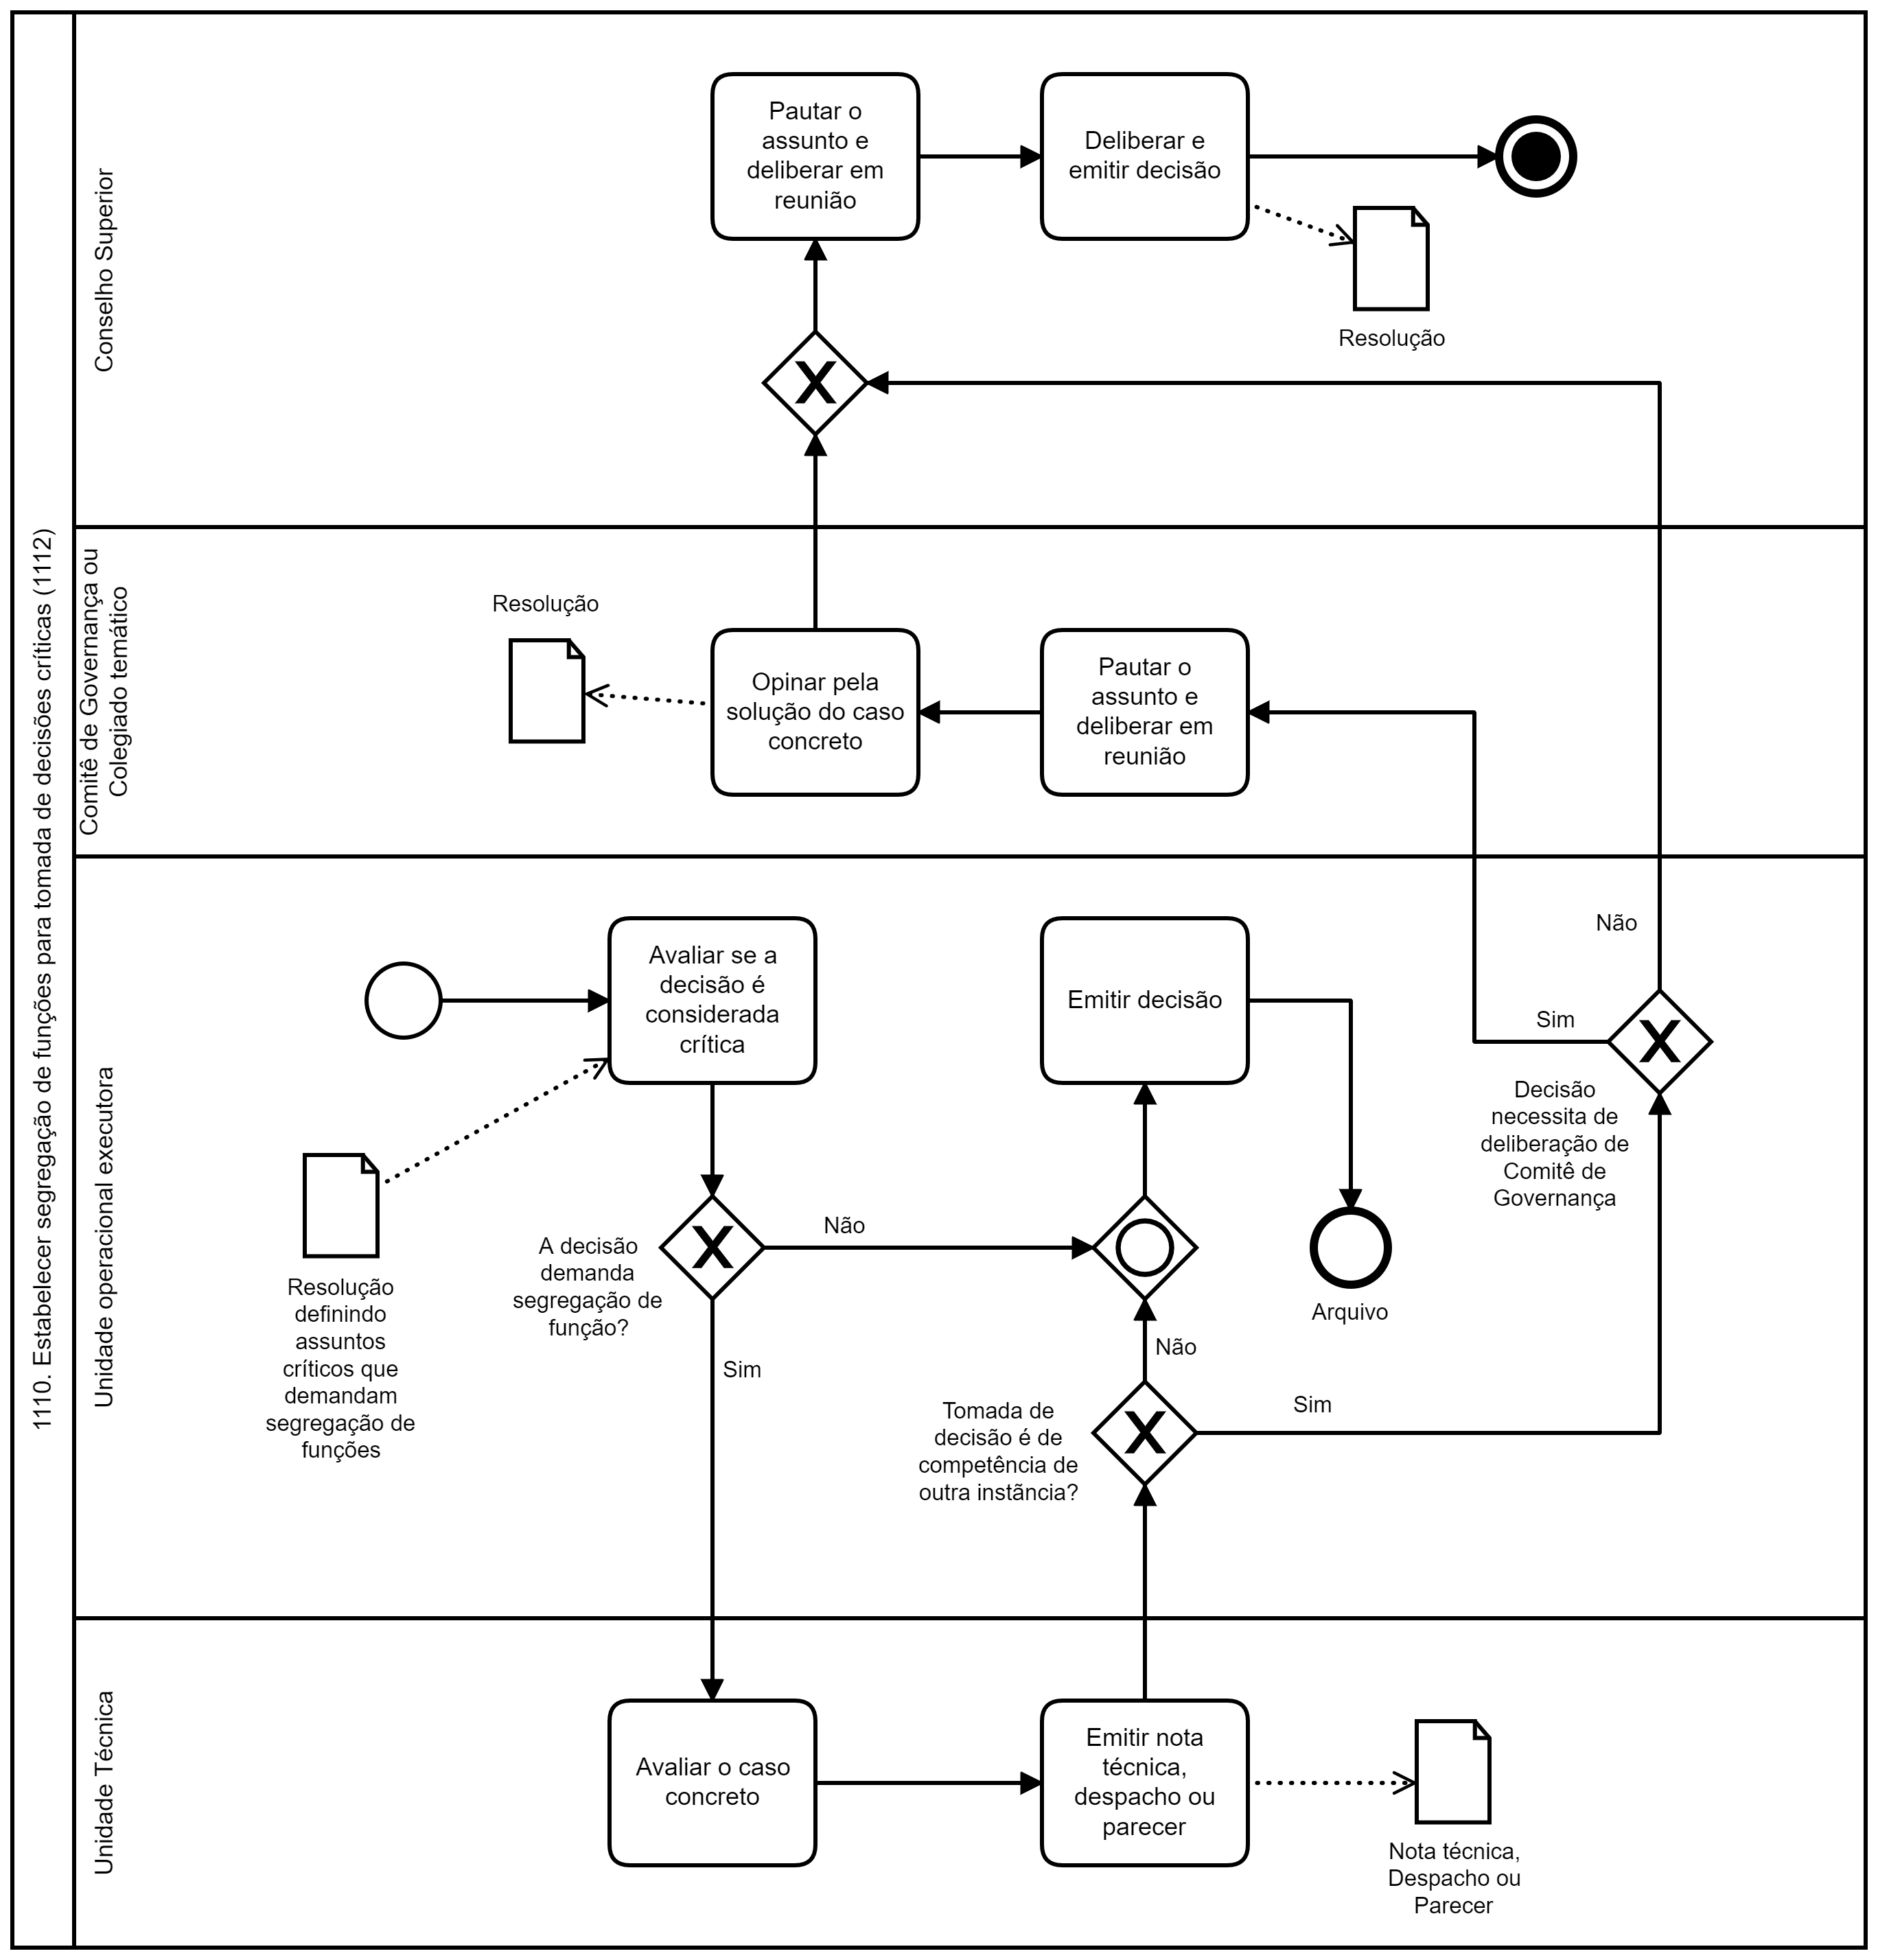 1110. Estabelecer segregação de funções para tomada de decisões críticas (1112)
Conselho Superior
Pautar o
assunto e
deliberar em
reunião
Deliberar e
emitir decisão
Resolução
X
Comitê de Governança ou
Colegiado temático
Resolução
Opinar pela
solução do caso
concreto
Pautar o
assunto e
deliberar em
reunião
Unidade operacional executora
Avaliar se a
decisão é
considerada
crítica
Emitir decisão
Não
Sim
X
Decisão
necessita de
deliberação de
Comitê de
Governança
Resolução
definindo
assuntos
críticos que
demandam
segregação de
funções
A decisão
demanda
segregação de
função?
X
Não
Sim
Arquivo
Não
Tomada de
decisão é de
competência de
outra instância?
X
Sim
Unidade Técnica
Avaliar o caso
concreto
Emitir nota
técnica,
despacho ou
parecer
Nota técnica,
Despacho ou
Parecer